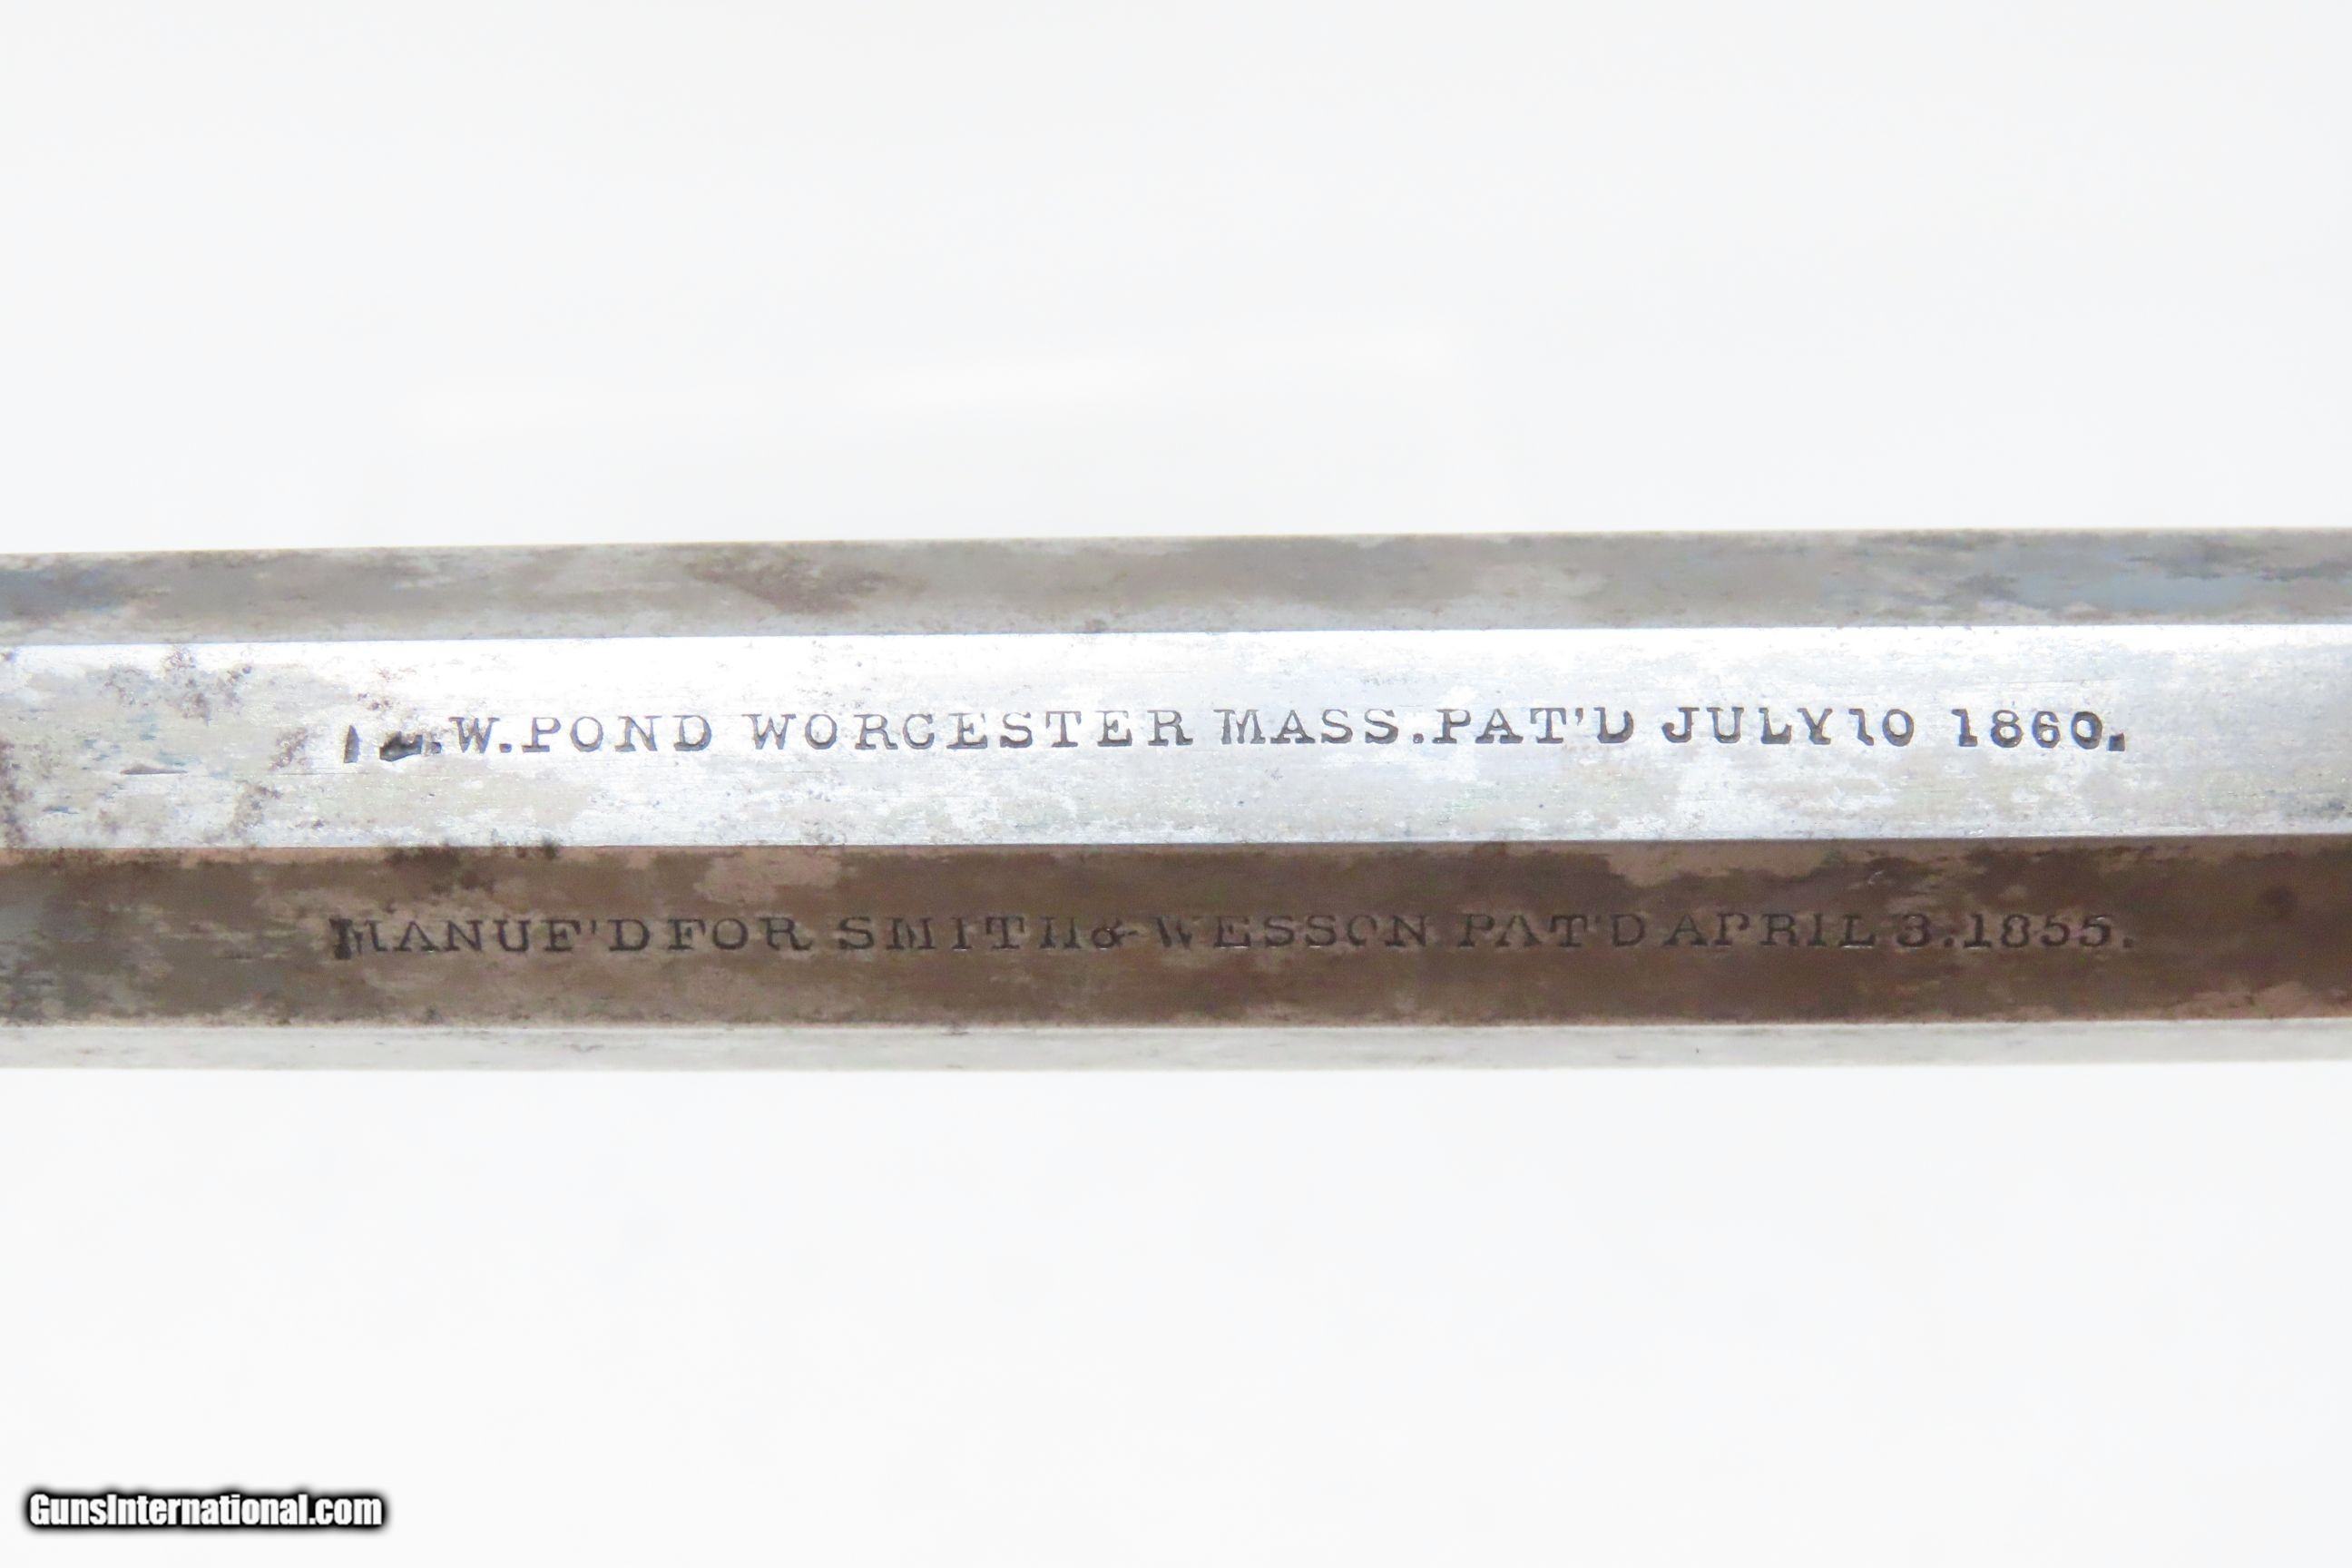 L.W.POND WORCESTER MASS.PAT'D JULY 10 1860.
MANUF'D FOR SMITH & WESSON PAT'D APRIL 3.1855.
GunsInternational.com